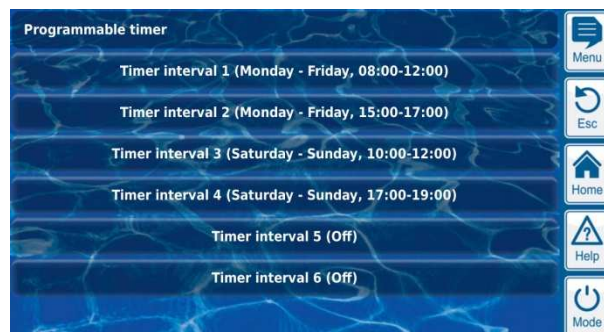 Programmable timer
Timer interval 1 (Monday - Friday, 08:00-12:00)
Timer interval 2 (Monday - Friday, 15:00-17:00)
Timer interval 3 (Saturday - Sunday, 10:00-12:00)
Timer interval 4 (Saturday - Sunday, 17:00-19:00)
Timer interval 5 (Off)
Timer interval 6 (Off)
Menu
Esc
Home
?
Help
Mode